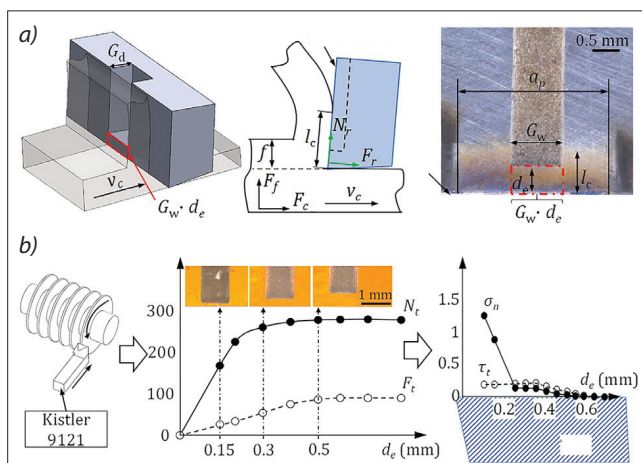 a)
G_d
v_c
G_w · d_e
f
l_c
N_r
F_r
F_f
F_c
v_c
0.5 mm
a_p
G_w
d_e
l_c
G_w · d_e
b)
Kistler
9121
300
200
100
0
1 mm
N_t
F_t
0.15
0.3
0.5
d_e (mm)
1.5
1
0.5
0
σ_n
τ_t
d_e (mm)
0.2
0.4
0.6